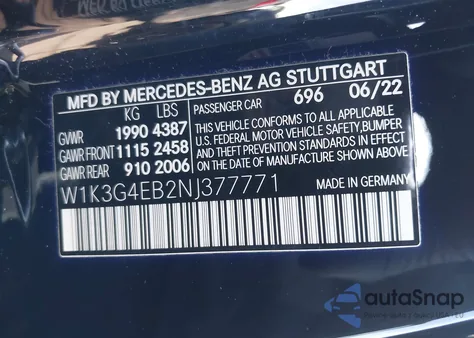 MFD BY MERCEDES-BENZ AG STUTTGART
KG LBS
GVWR 1990 4387
GAWR FRONT 1115 2458
GAWR REAR 910 2006
PASSENGER CAR 696 06/22
THIS VEHICLE CONFORMS TO ALL APPLICABLE
U.S. FEDERAL MOTOR VEHICLE SAFETY,BUMPER
AND THEFT PREVENTION STANDARDS IN EFFECT
ON THE DATE OF MANUFACTURE SHOWN ABOVE.
W1K3G4EB2NJ377771
MADE IN GERMANY
autoSnap